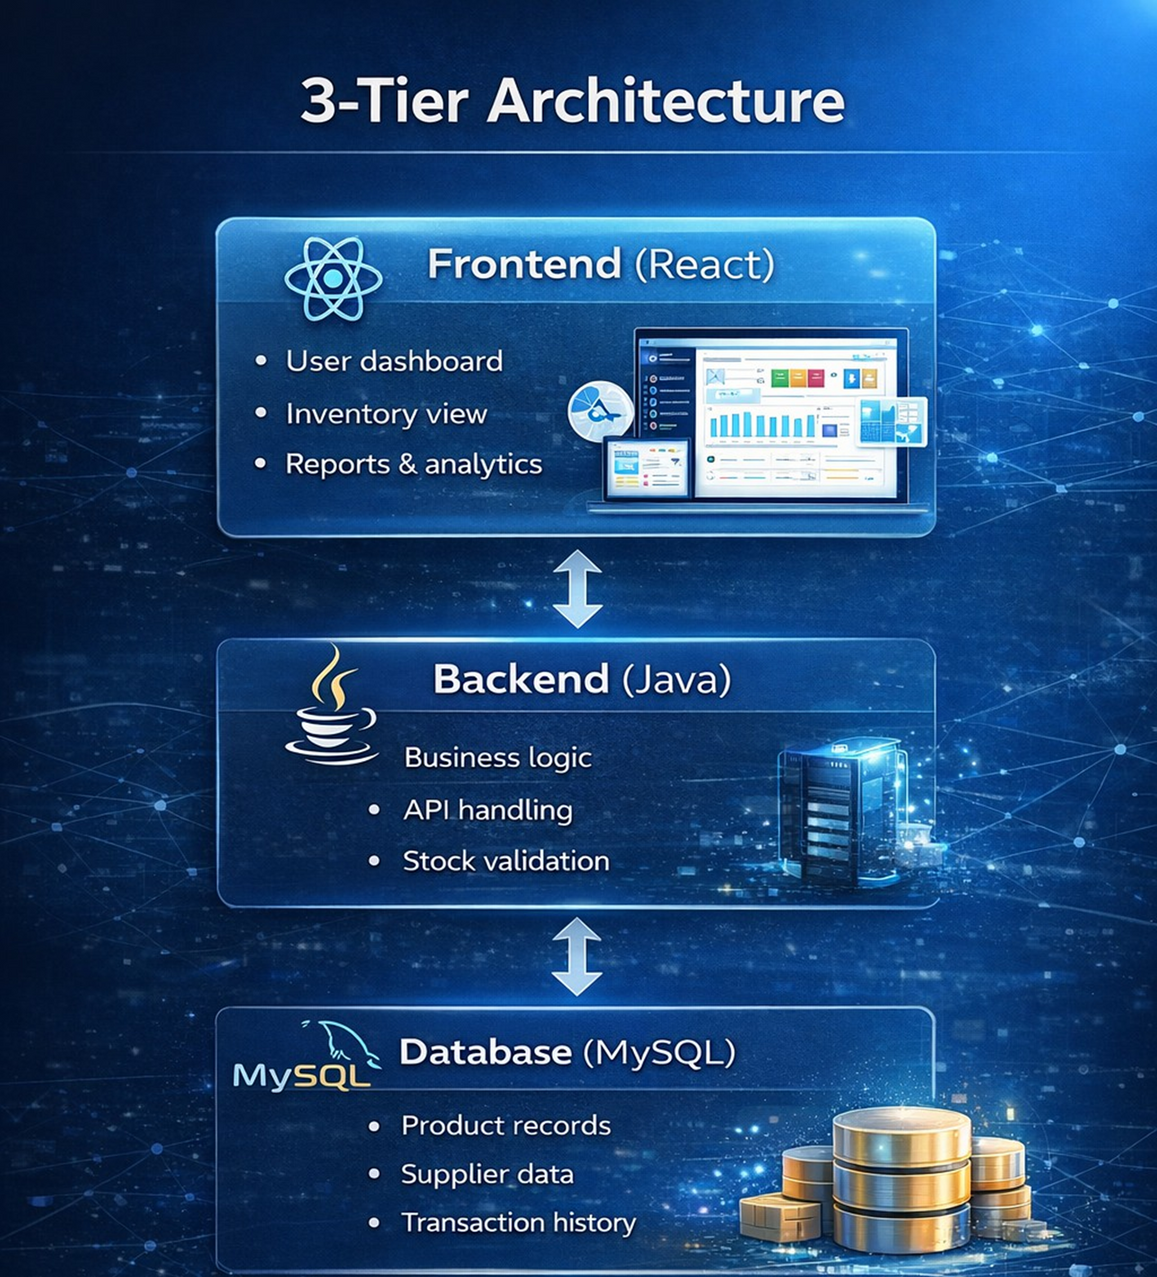 3-Tier Architecture
Frontend (React)
• User dashboard
• Inventory view
• Reports & analytics
Backend (Java)
Business logic
• API handling
• Stock validation
MySQL
Database (MySQL)
• Product records
• Supplier data
• Transaction history